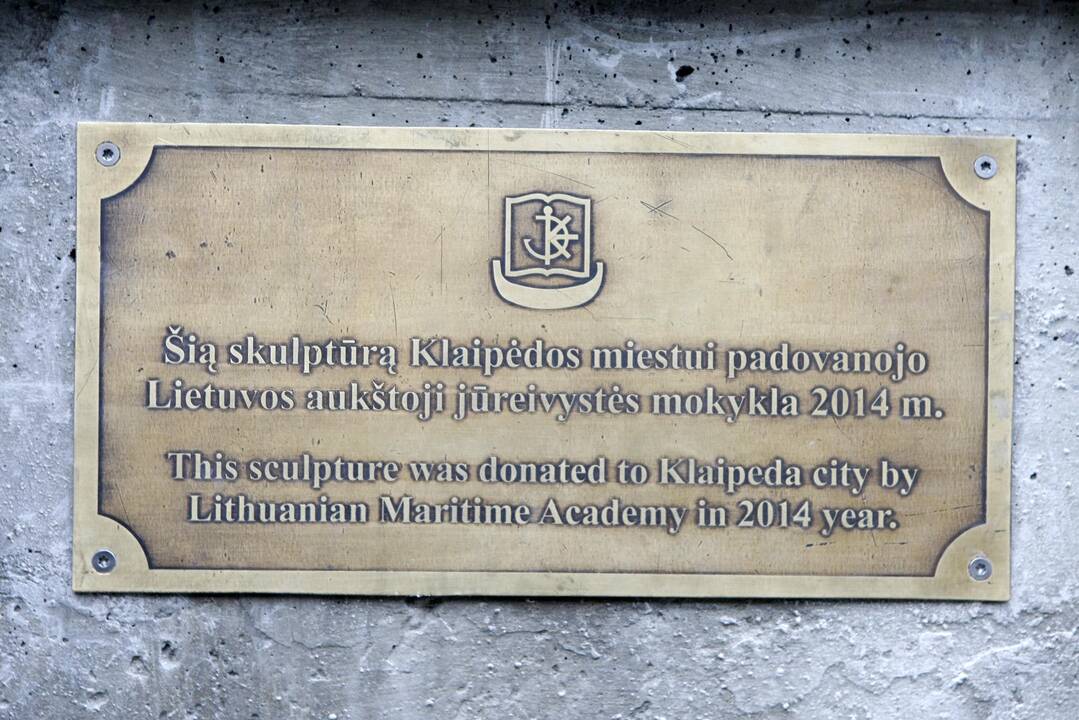 Šią skulptūrą Klaipėdos miestui padovanojo
Lietuvos aukštoji jūreivystės mokykla 2014 m.
This sculpture was donated to Klaipeda city by
Lithuanian Maritime Academy in 2014 year.